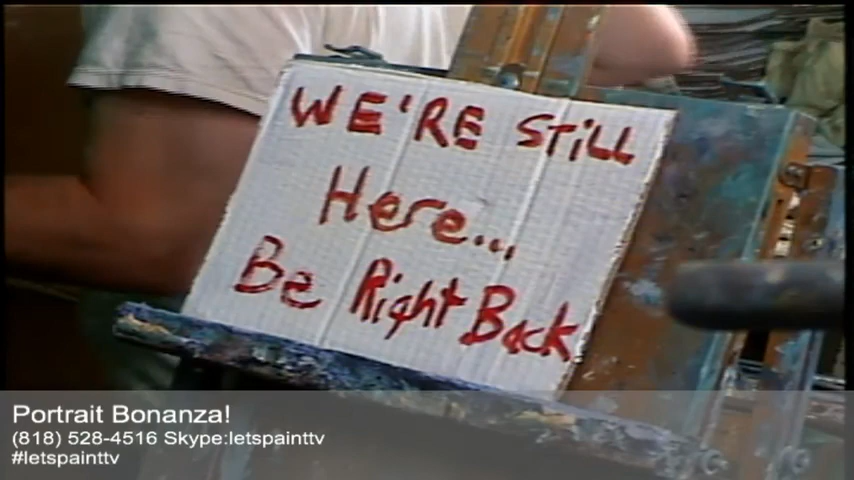 WE'RE STiLL
Here...
Be Right Back
Portrait Bonanza!
(818) 528-4516 Skype:letspainttv
#letspainttv